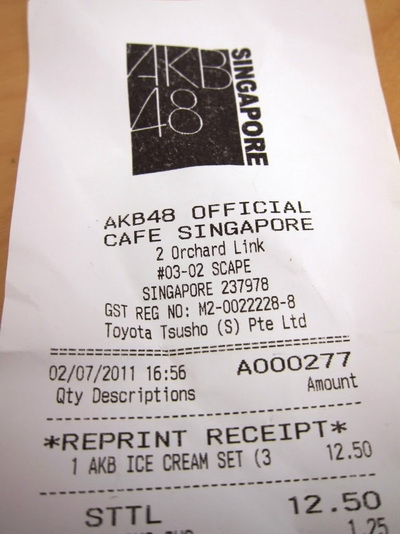 AKB
48
SINGAPORE
AKB48 OFFICIAL
CAFE SINGAPORE
2 Orchard Link
#03-02 SCAPE
SINGAPORE 237978
GST REG NO: M2-0022228-8
Toyota Tsusho (S) Pte Ltd
02/07/2011 16:56 A000277
Qty Descriptions Amount
*REPRINT RECEIPT*
1 AKB ICE CREAM SET (3 12.50
STTL 12.50
1.25